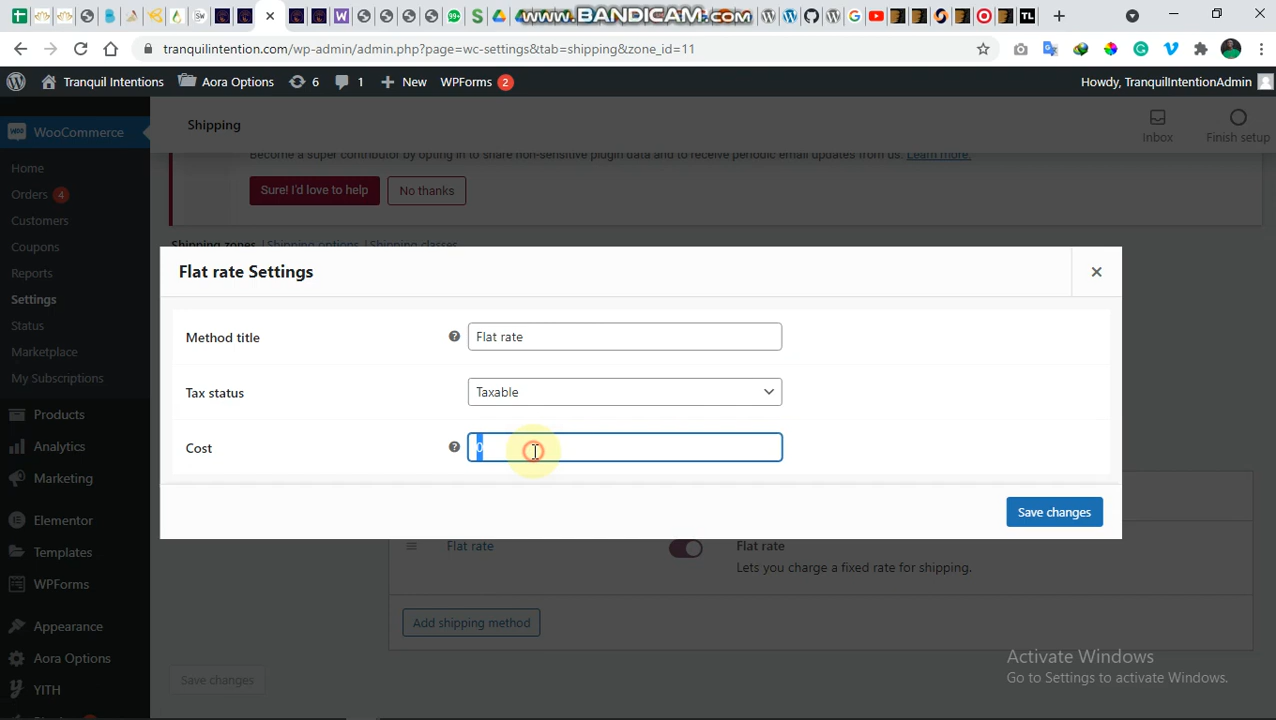 www.BANDICAM.com
tranquilintention.com/wp-admin/admin.php?page=wc-settings&tab=shipping&zone_id=11
Tranquil Intentions
Aora Options
6
1
New
WPForms 2
Howdy, TranquilIntentionAdmin
WooCommerce
Home
Orders 4
Customers
Coupons
Reports
Settings
Status
Marketplace
My Subscriptions
Products
Analytics
Marketing
Elementor
Templates
WPForms
Appearance
Aora Options
YITH
Shipping
Inbox
Finish setup
Become a super contributor by opting in to share non-sensitive plugin data and to receive periodic email updates from us. Learn more.
Sure! I'd love to help
No thanks
Shipping zones | Shipping options | Shipping classes
Flat rate Settings
Method title
Flat rate
Tax status
Taxable
Cost
0
Save changes
Flat rate
Flat rate
Lets you charge a fixed rate for shipping.
Add shipping method
Save changes
Activate Windows
Go to Settings to activate Windows.